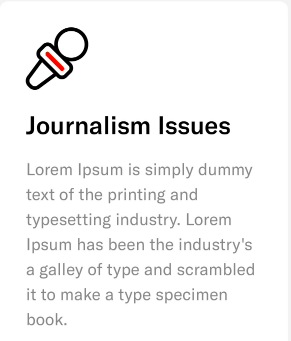 Journalism Issues
Lorem Ipsum is simply dummy
text of the printing and
typesetting industry. Lorem
Ipsum has been the industry's
a galley of type and scrambled
it to make a type specimen
book.